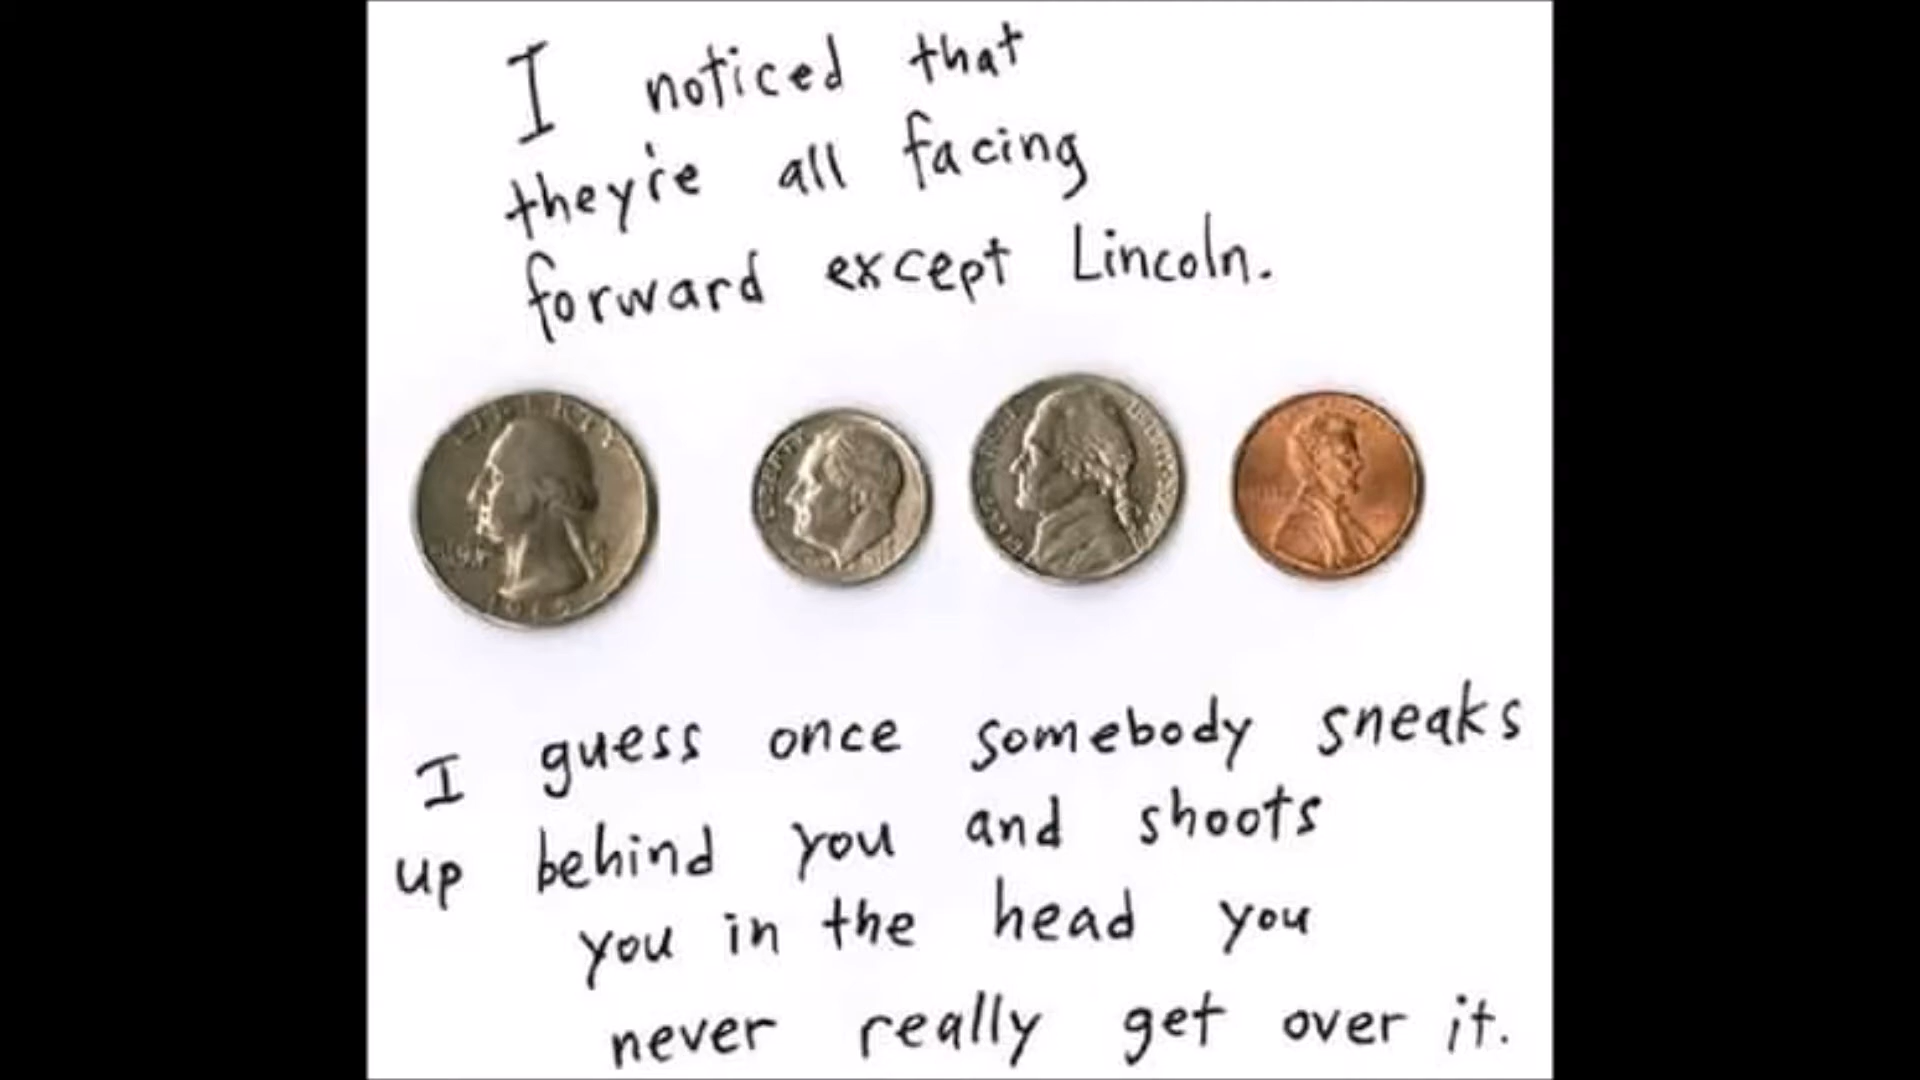 I noticed that
they're all facing
forward except Lincoln.
LIBERTY
I guess once somebody sneaks
up behind you and shoots
you in the head you
never really get over it.